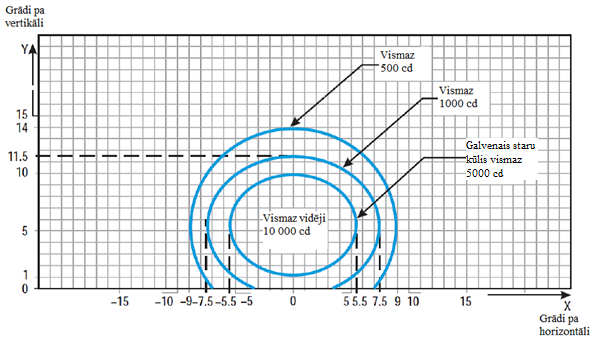 Grādi pa
vertikāli
Y
15
14
11.5
10
5
1
0
Vismaz
500 cd
Vismaz
1000 cd
Galvenais staru
kūlis vismaz
5000 cd
Vismaz vidēji
10 000 cd
−15 −10 −9 −7.5 −5.5 −5 0 5 5.5 7.5 9 10 15 X
Grādi pa
horizontāli